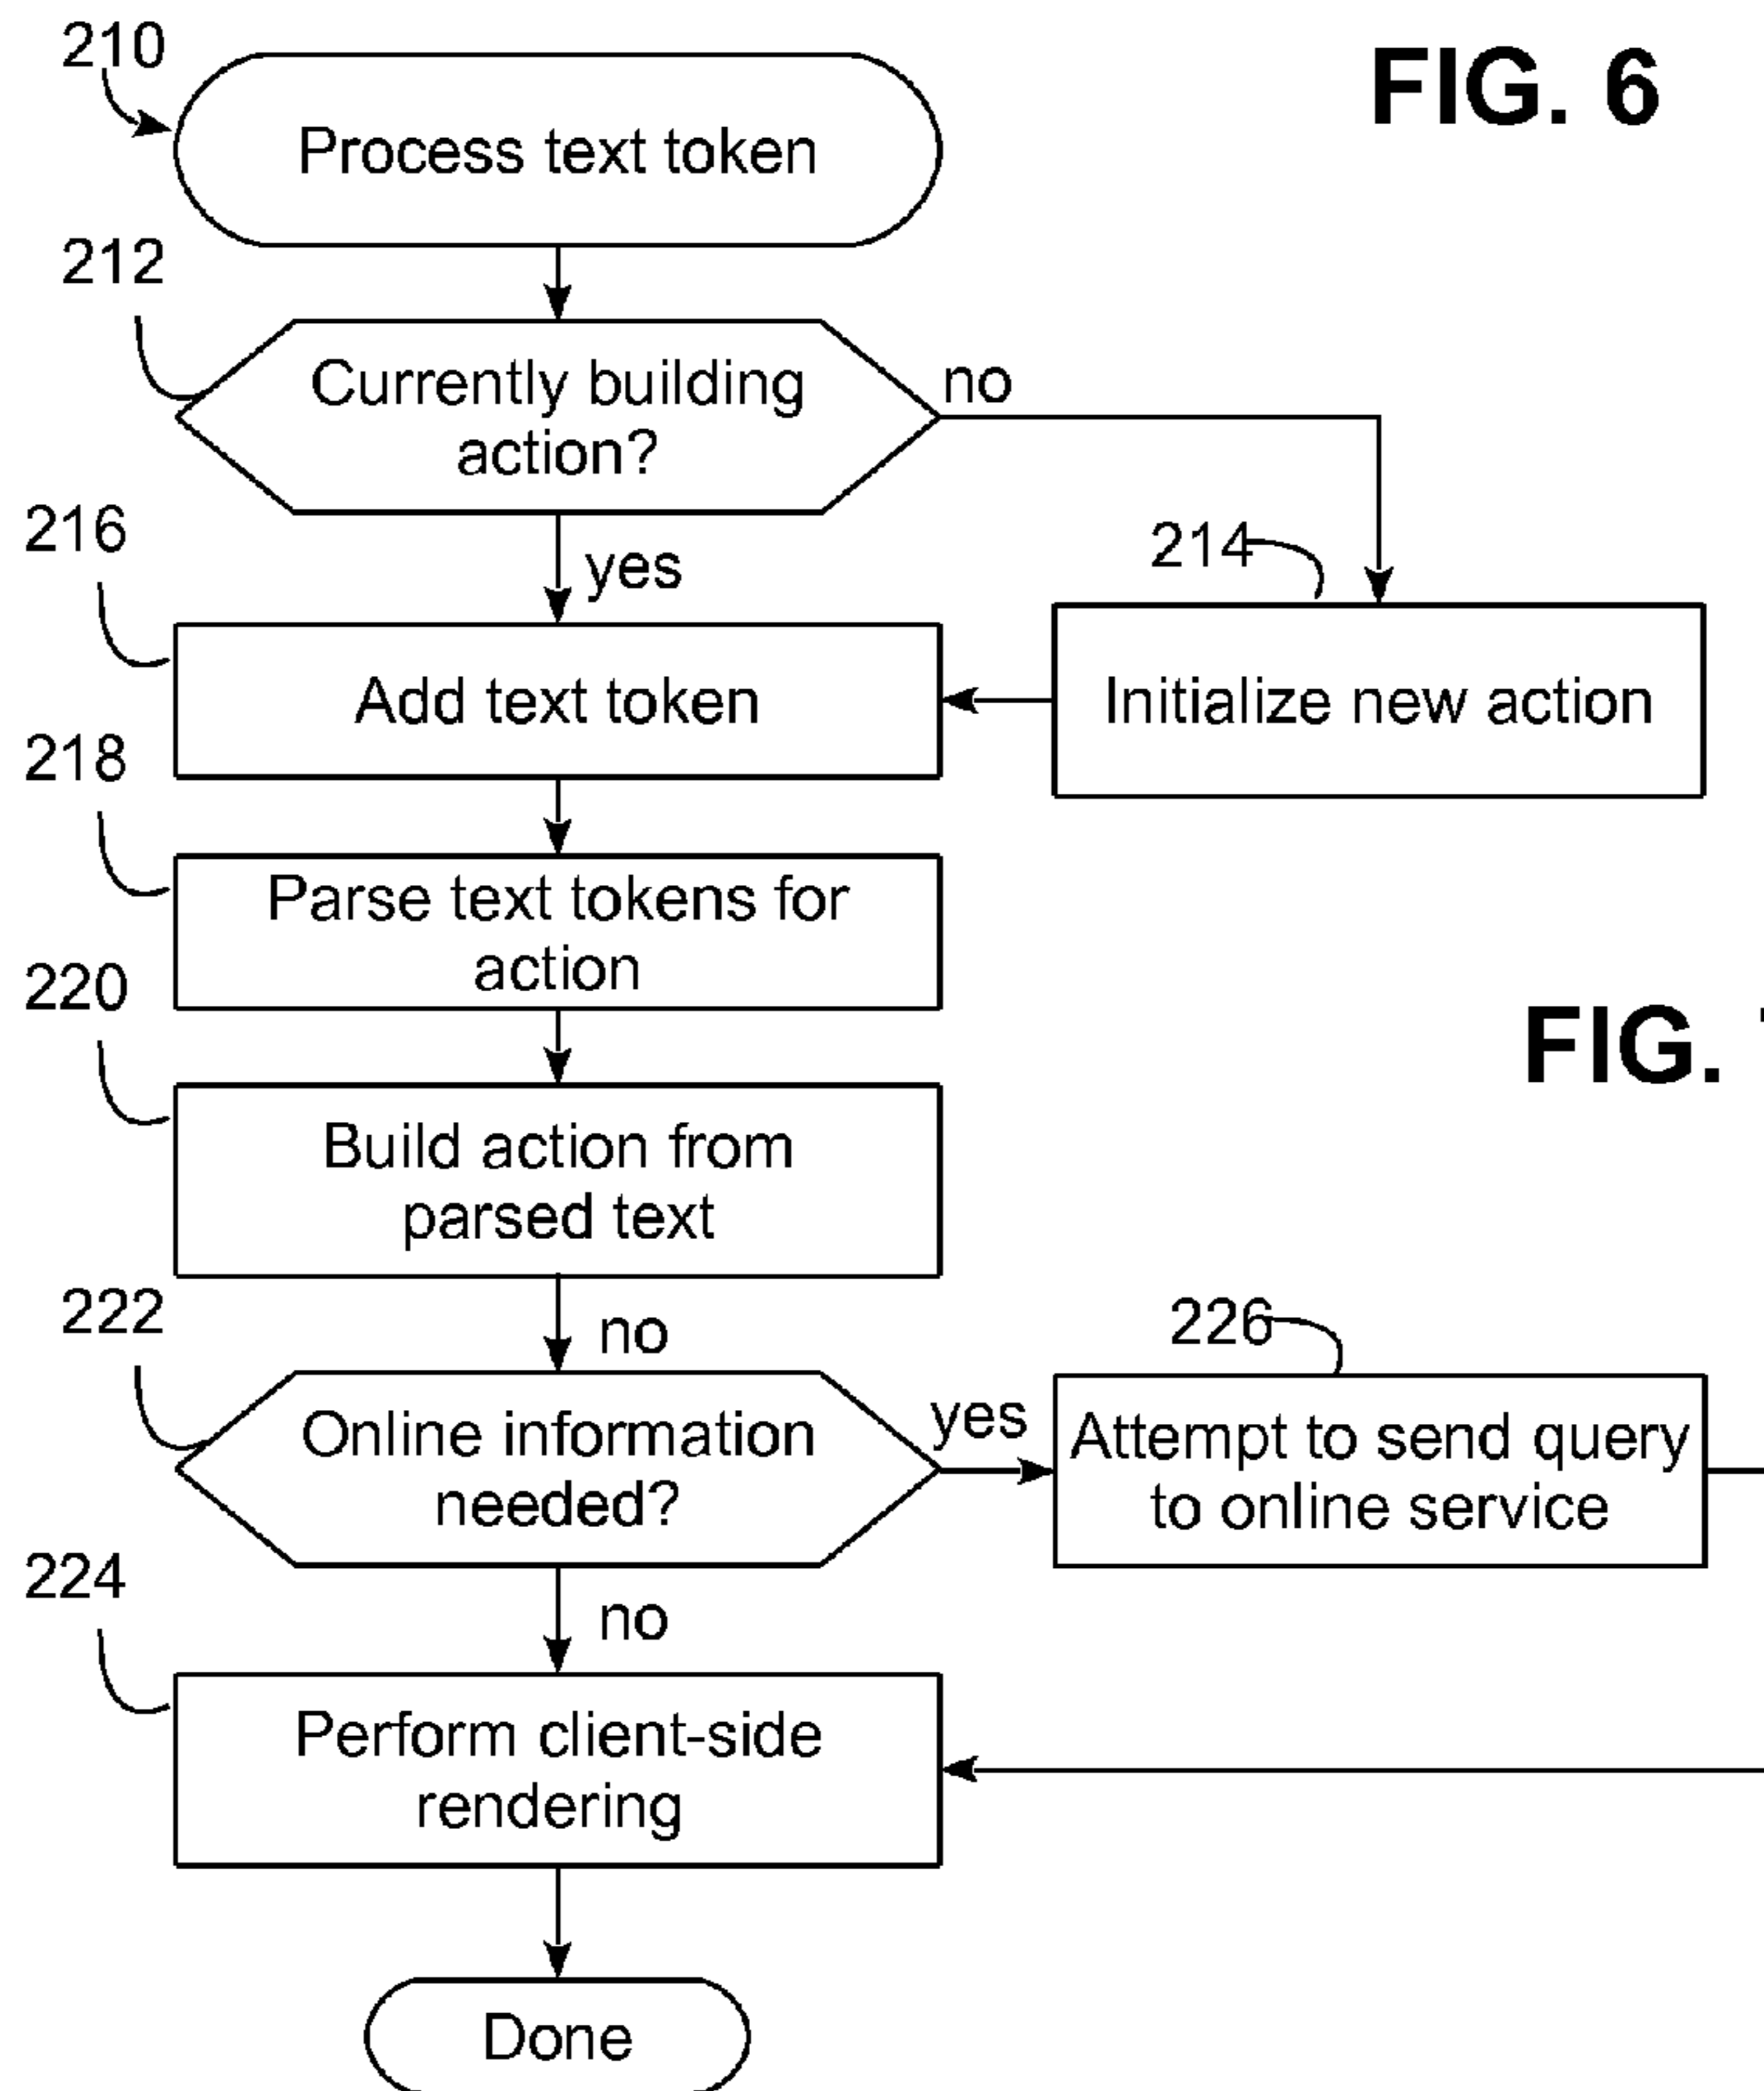 210
FIG. 6
Process text token
212
Currently building
action?
no
216
yes
214
Add text token
Initialize new action
218
Parse text tokens for
action
220
FIG.
Build action from
parsed text
222
no
226
Online information
needed?
yes
Attempt to send query
to online service
224
no
Perform client-side
rendering
Done